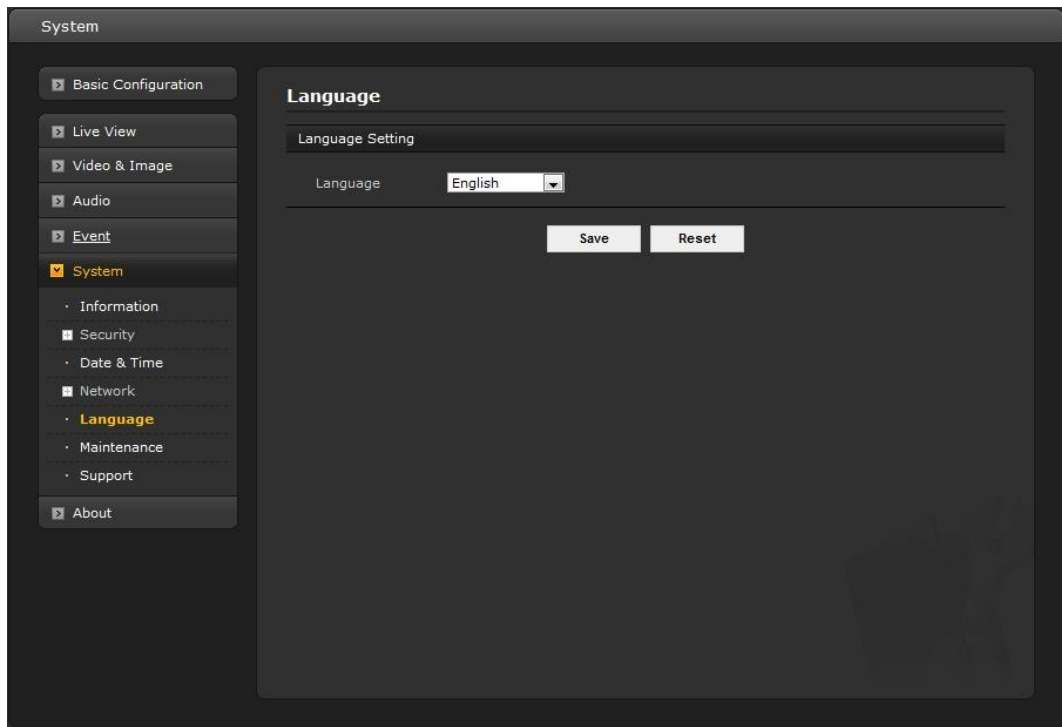 System
Basic Configuration
Live View
Video & Image
Audio
Event
System
· Information
Security
· Date & Time
Network
· Language
· Maintenance
· Support
About
Language
Language Setting
Language English
Save Reset